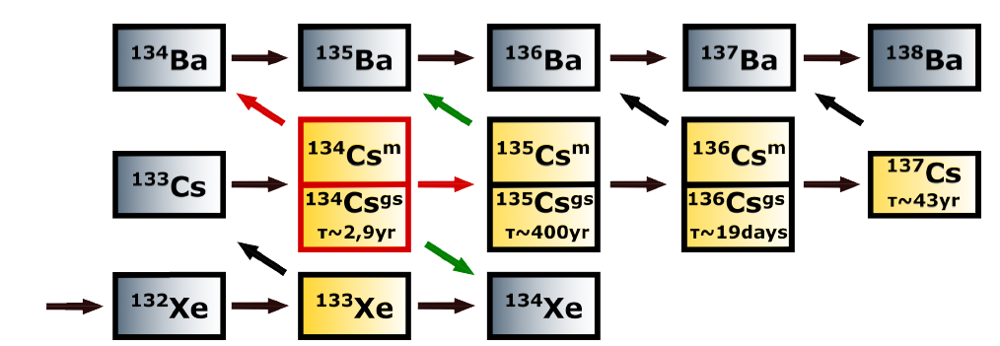 ¹³⁴Ba ¹³⁵Ba ¹³⁶Ba ¹³⁷Ba ¹³⁸Ba
¹³⁴Csᵐ ¹³⁵Csᵐ ¹³⁶Csᵐ
¹³³Cs ¹³⁷Cs
τ~43yr
¹³⁴Csᵍˢ ¹³⁵Csᵍˢ ¹³⁶Csᵍˢ
τ~2,9yr τ~400yr τ~19days
¹³²Xe ¹³³Xe ¹³⁴Xe